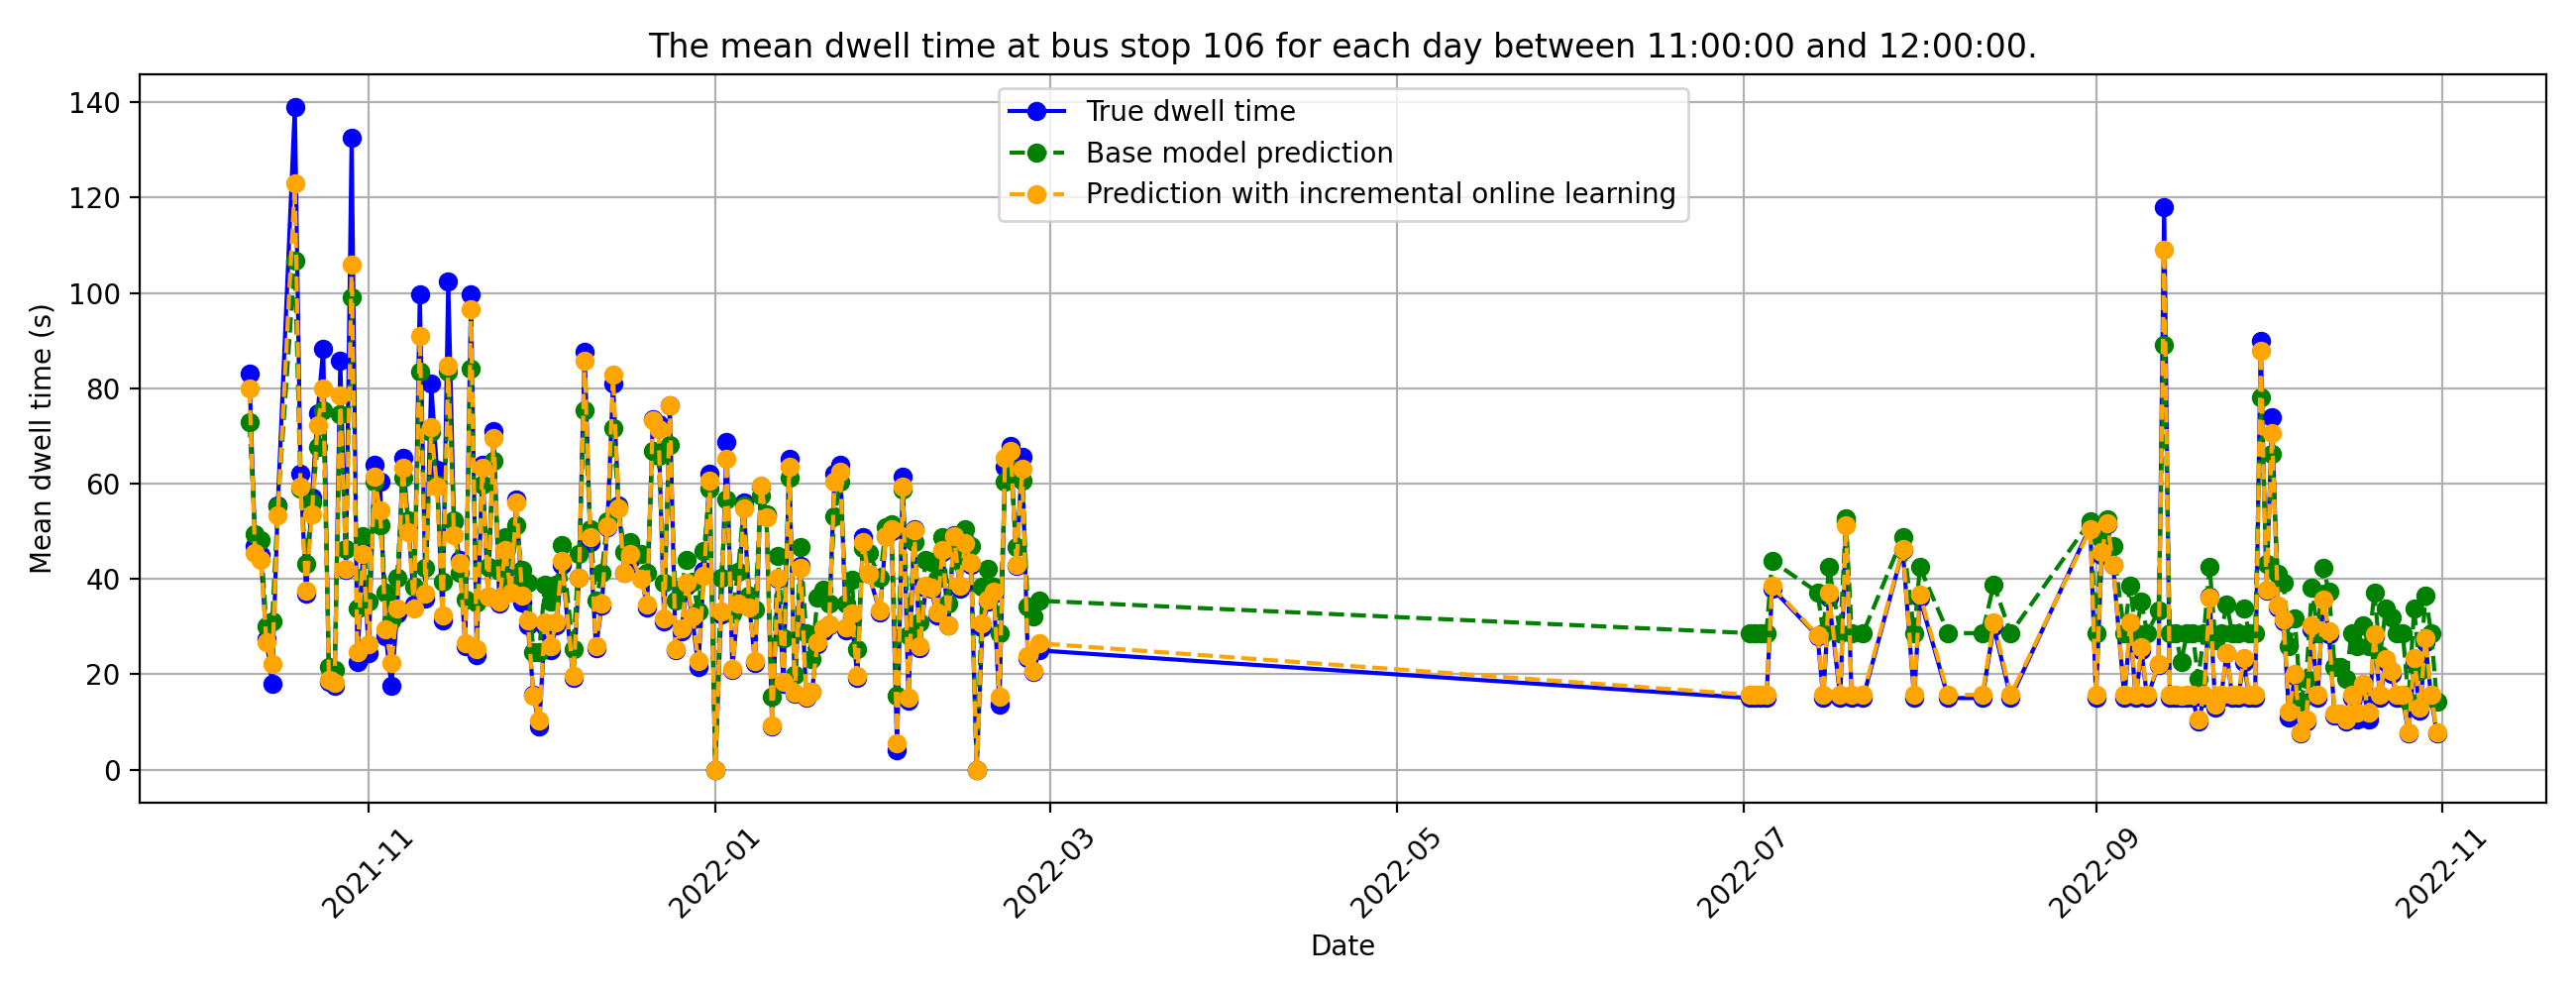 The mean dwell time at bus stop 106 for each day between 11:00:00 and 12:00:00.
True dwell time
Base model prediction
Prediction with incremental online learning
Mean dwell time (s)
140
120
100
80
60
40
20
0
2021-11
2022-01
2022-03
2022-05
2022-07
2022-09
2022-11
Date